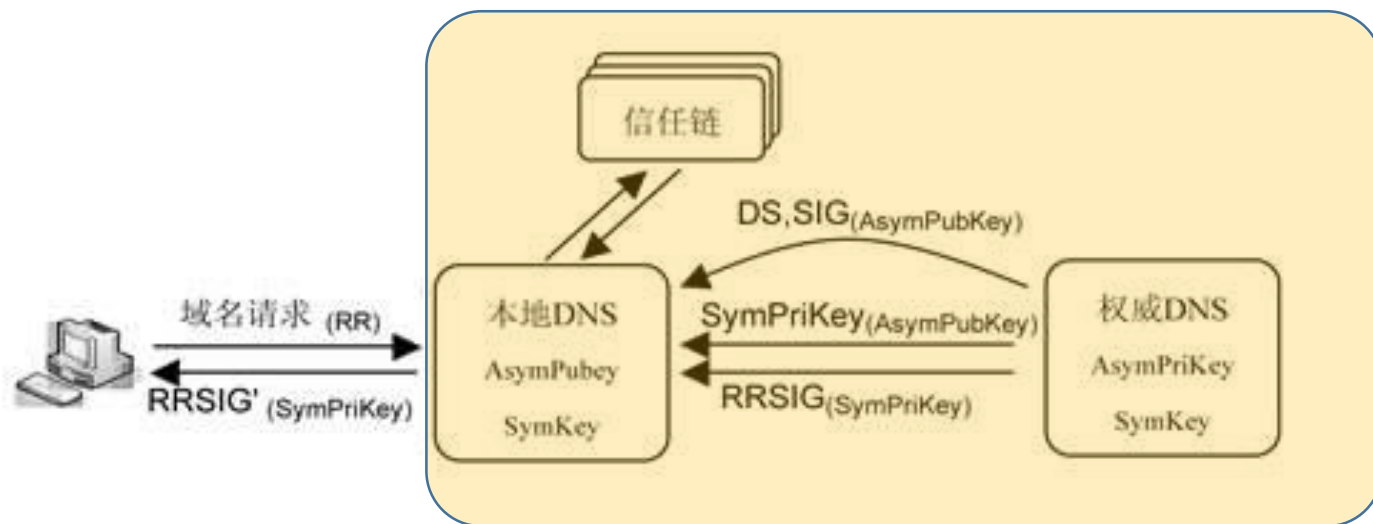 信任链
DS,SIG(AsymPubKey)
域名请求 (RR)
RRSIG' (SymPriKey)
本地DNS
AsymPubey
SymKey
SymPriKey(AsymPubKey)
RRSIG(SymPriKey)
权威DNS
AsymPriKey
SymKey